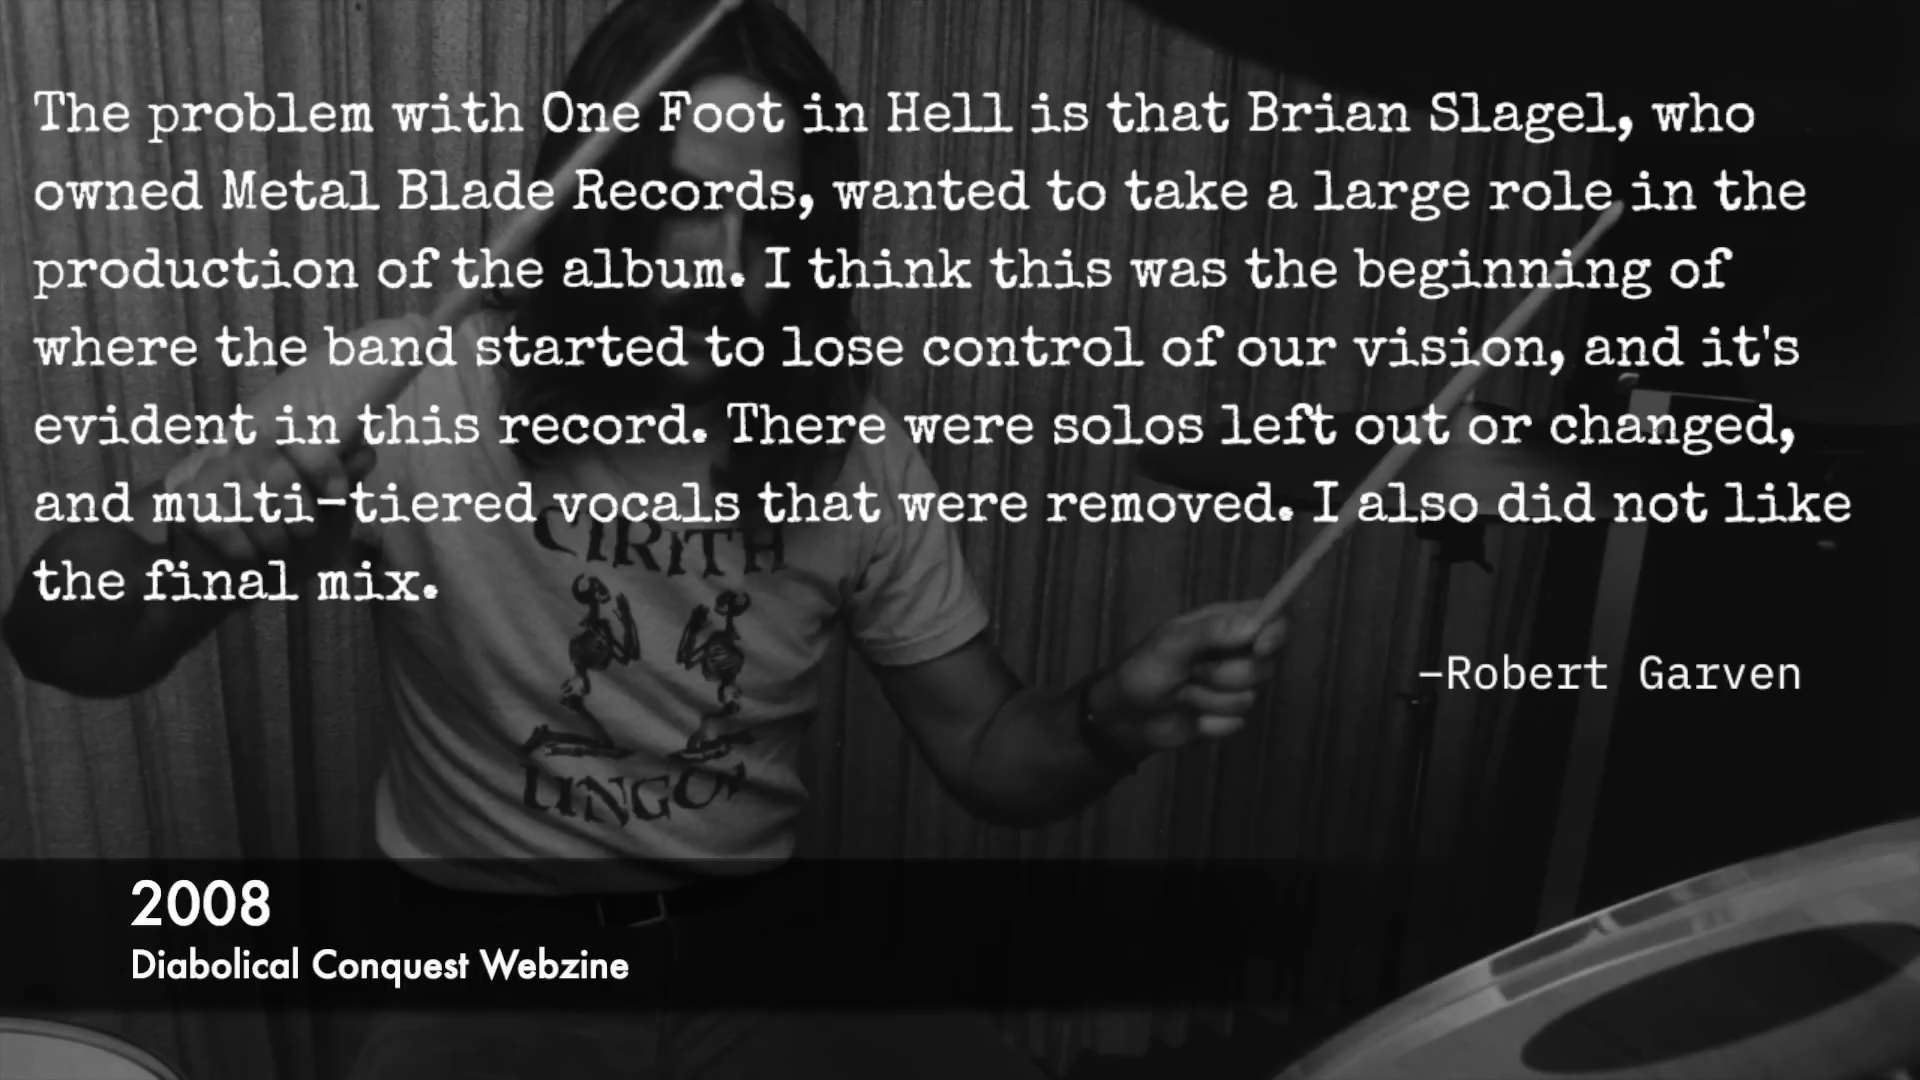 The problem with One Foot in Hell is that Brian Slagel, who
owned Metal Blade Records, wanted to take a large role in the
production of the album. I think this was the beginning of
where the band started to lose control of our vision, and it's
evident in this record. There were solos left out or changed,
and multi-tiered vocals that were removed. I also did not like
the final mix.
–Robert Garven
CIRITH
UNGOL
2008
Diabolical Conquest Webzine